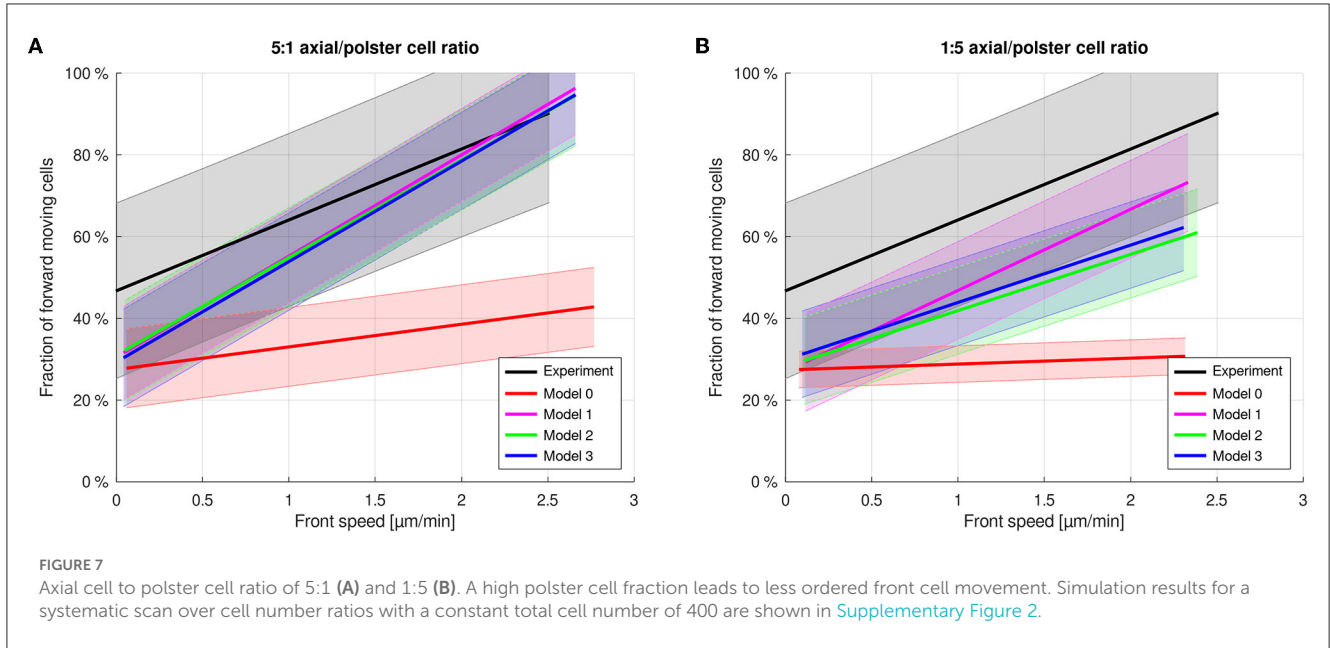 A
5:1 axial/polster cell ratio
100 %
80 %
60 %
40 %
20 %
0 %
Fraction of forward moving cells
0 0.5 1 1.5 2 2.5 3
Front speed [µm/min]
Experiment
Model 0
Model 1
Model 2
Model 3
B
1:5 axial/polster cell ratio
100 %
80 %
60 %
40 %
20 %
0 %
Fraction of forward moving cells
0 0.5 1 1.5 2 2.5 3
Front speed [µm/min]
Experiment
Model 0
Model 1
Model 2
Model 3
FIGURE 7
Axial cell to polster cell ratio of 5:1 (A) and 1:5 (B). A high polster cell fraction leads to less ordered front cell movement. Simulation results for a
systematic scan over cell number ratios with a constant total cell number of 400 are shown in Supplementary Figure 2.